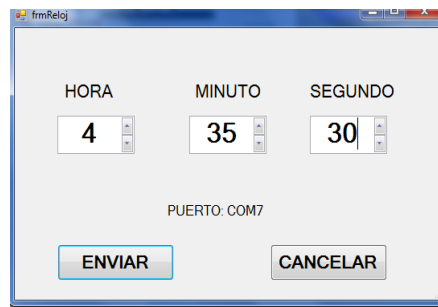 frmReloj
HORA MINUTO SEGUNDO
4 35 30
PUERTO: COM7
ENVIAR CANCELAR